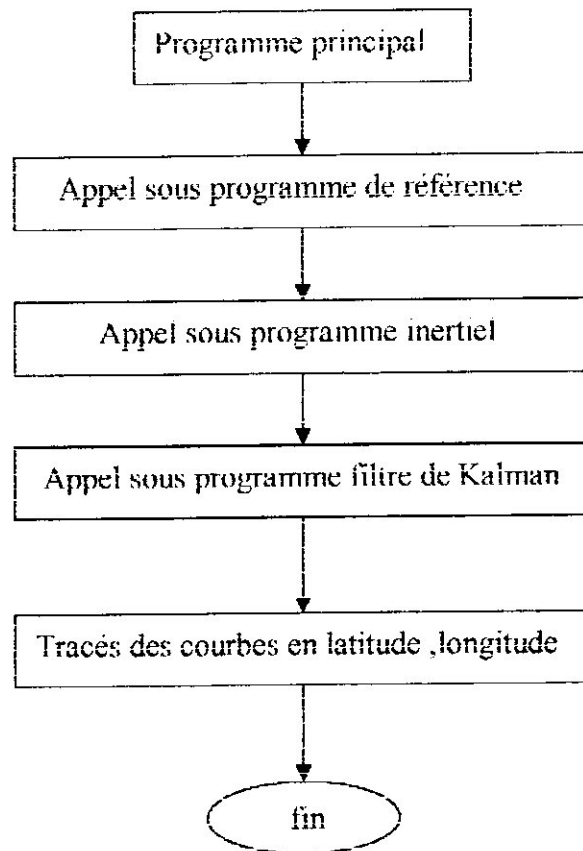 Programme principal
Appel sous programme de référence
Appel sous programme inertiel
Appel sous programme filtre de Kalman
Tracés des courbes en latitude ,longitude
fin